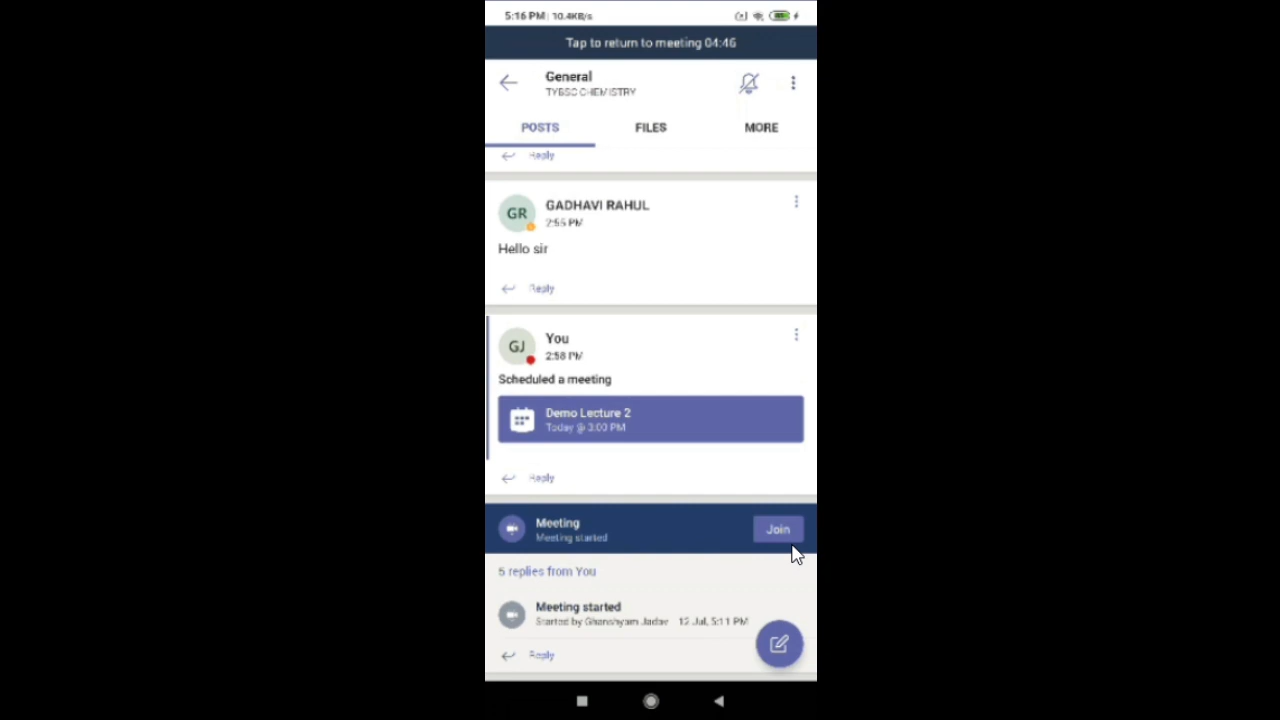 5:16 PM | 10.4KB/s
Tap to return to meeting 04:46
General
TYBSC CHEMISTRY
POSTS FILES MORE
Reply
GR GADHAVI RAHUL
2:55 PM
Hello sir
Reply
GJ You
2:58 PM
Scheduled a meeting
Demo Lecture 2
Today @ 3:00 PM
Reply
Meeting
Meeting started
Join
5 replies from You
Meeting started
Started by Ghanshyam Jadav 12 Jul, 5:11 PM
Reply